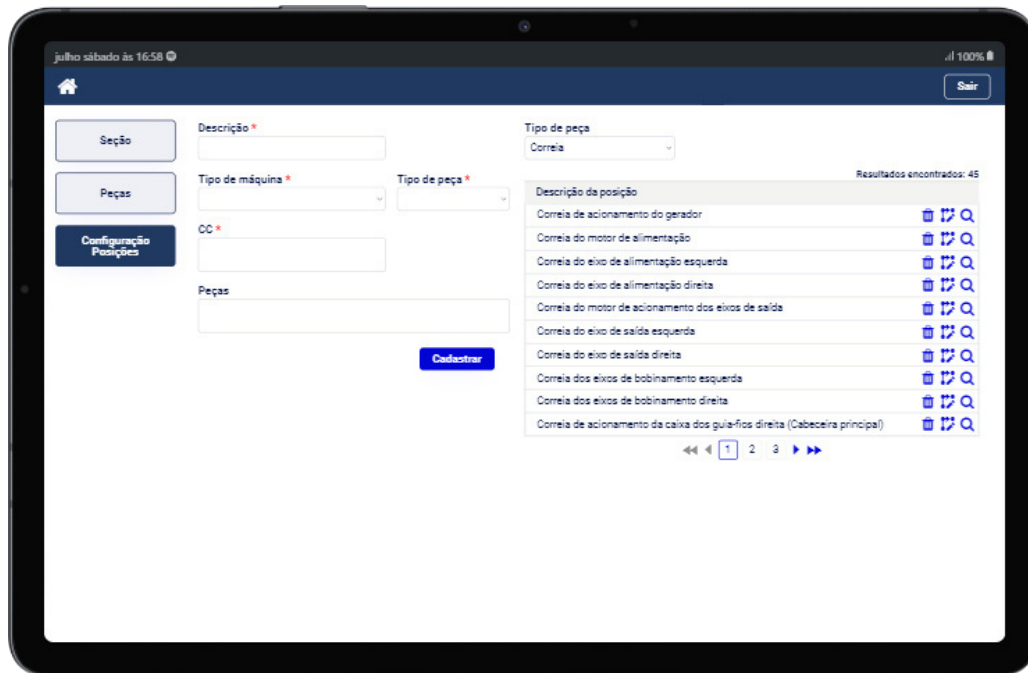 julho sábado às 16:58
100%
Sair
Seção
Peças
Configuração
Posições
Descrição *
Tipo de máquina *
Tipo de peça *
CC *
Peças
Cadastrar
Tipo de peça
Correia
Resultados encontrados: 45
Descrição da posição
Correia de acionamento do gerador
Correia do motor de alimentação
Correia do eixo de alimentação esquerda
Correia do eixo de alimentação direita
Correia do motor de acionamento dos eixos de saída
Correia do eixo de saída esquerda
Correia do eixo de saída direita
Correia dos eixos de bobinamento esquerda
Correia dos eixos de bobinamento direita
Correia de acionamento da caixa dos guia-fios direita (Cabeceira principal)
1 2 3